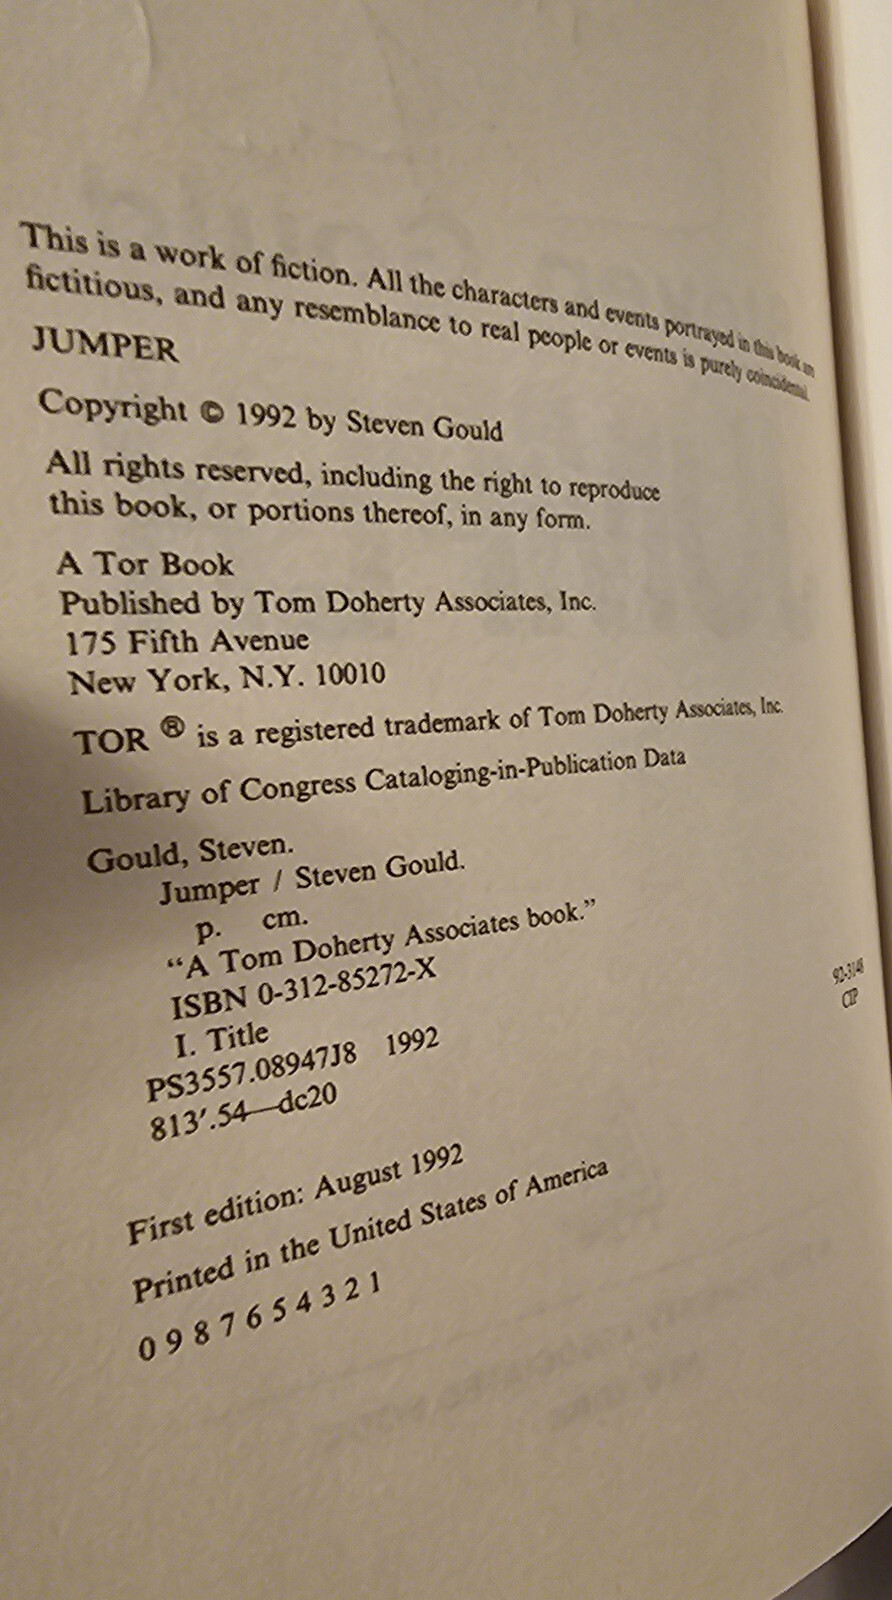 This is a work of fiction. All the characters and events portrayed in this book are
fictitious, and any resemblance to real people or events is purely coincidental.
JUMPER
Copyright © 1992 by Steven Gould
All rights reserved, including the right to reproduce
this book, or portions thereof, in any form.
A Tor Book
Published by Tom Doherty Associates, Inc.
175 Fifth Avenue
New York, N.Y. 10010
TOR ® is a registered trademark of Tom Doherty Associates, Inc.
Library of Congress Cataloging-in-Publication Data
Gould, Steven.
Jumper / Steven Gould.
p. cm.
“A Tom Doherty Associates book.”
ISBN 0-312-85272-X
I. Title
PS3557.08947J8 1992
813′.54—dc20
92-3148
CIP
First edition: August 1992
Printed in the United States of America
0 9 8 7 6 5 4 3 2 1